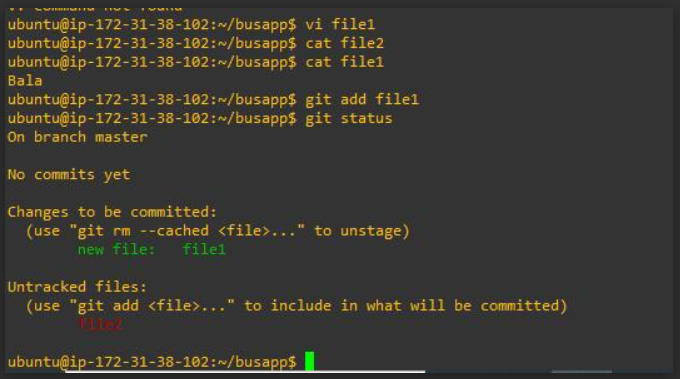 command not found
ubuntu@ip-172-31-38-102:~/busapp$ vi file1
ubuntu@ip-172-31-38-102:~/busapp$ cat file2
ubuntu@ip-172-31-38-102:~/busapp$ cat file1
Bala
ubuntu@ip-172-31-38-102:~/busapp$ git add file1
ubuntu@ip-172-31-38-102:~/busapp$ git status
On branch master
No commits yet
Changes to be committed:
(use "git rm --cached <file>..." to unstage)
new file: file1
Untracked files:
(use "git add <file>..." to include in what will be committed)
file2
ubuntu@ip-172-31-38-102:~/busapp$